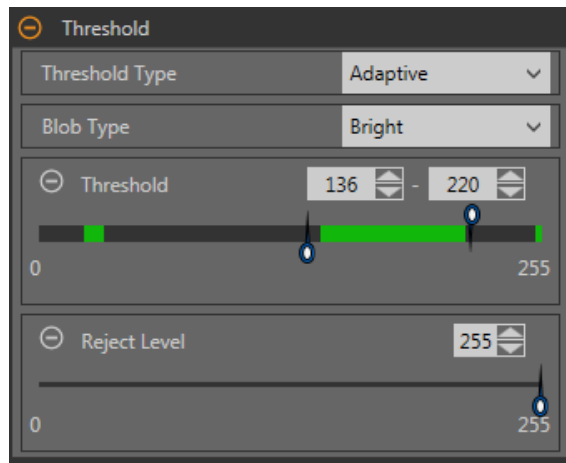 Threshold
Threshold Type Adaptive
Blob Type Bright
Threshold 136 - 220
0 255
Reject Level 255
0 255